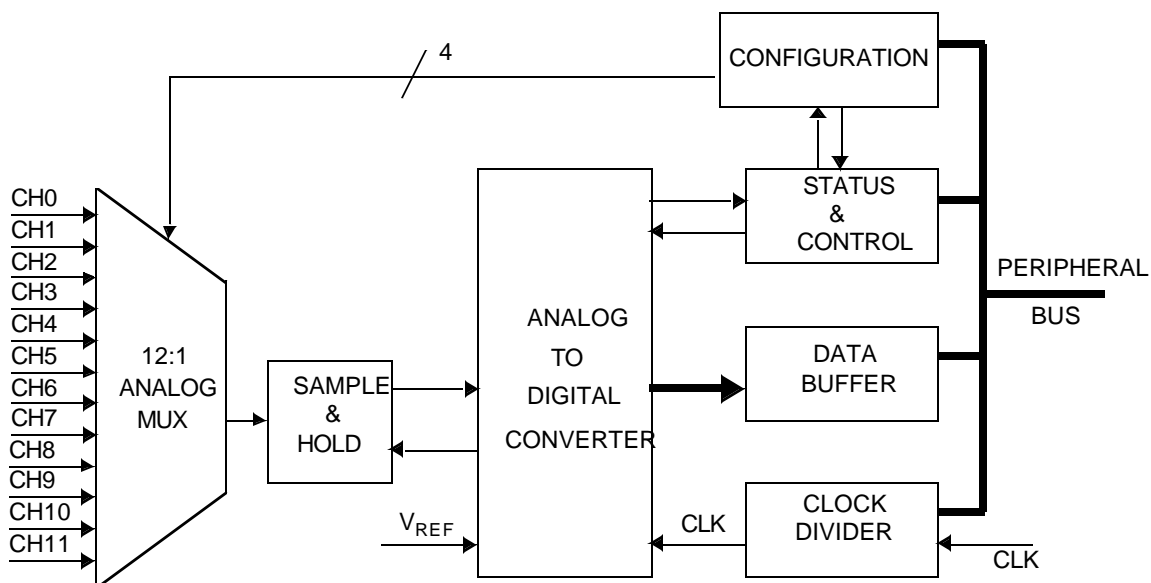 4
CONFIGURATION
CH0
CH1
CH2
CH3
CH4
CH5
CH6
CH7
CH8
CH9
CH10
CH11
12:1
ANALOG
MUX
SAMPLE
&
HOLD
ANALOG
TO
DIGITAL
CONVERTER
VREF
STATUS
&
CONTROL
DATA
BUFFER
CLOCK
DIVIDER
CLK
CLK
PERIPHERAL
BUS